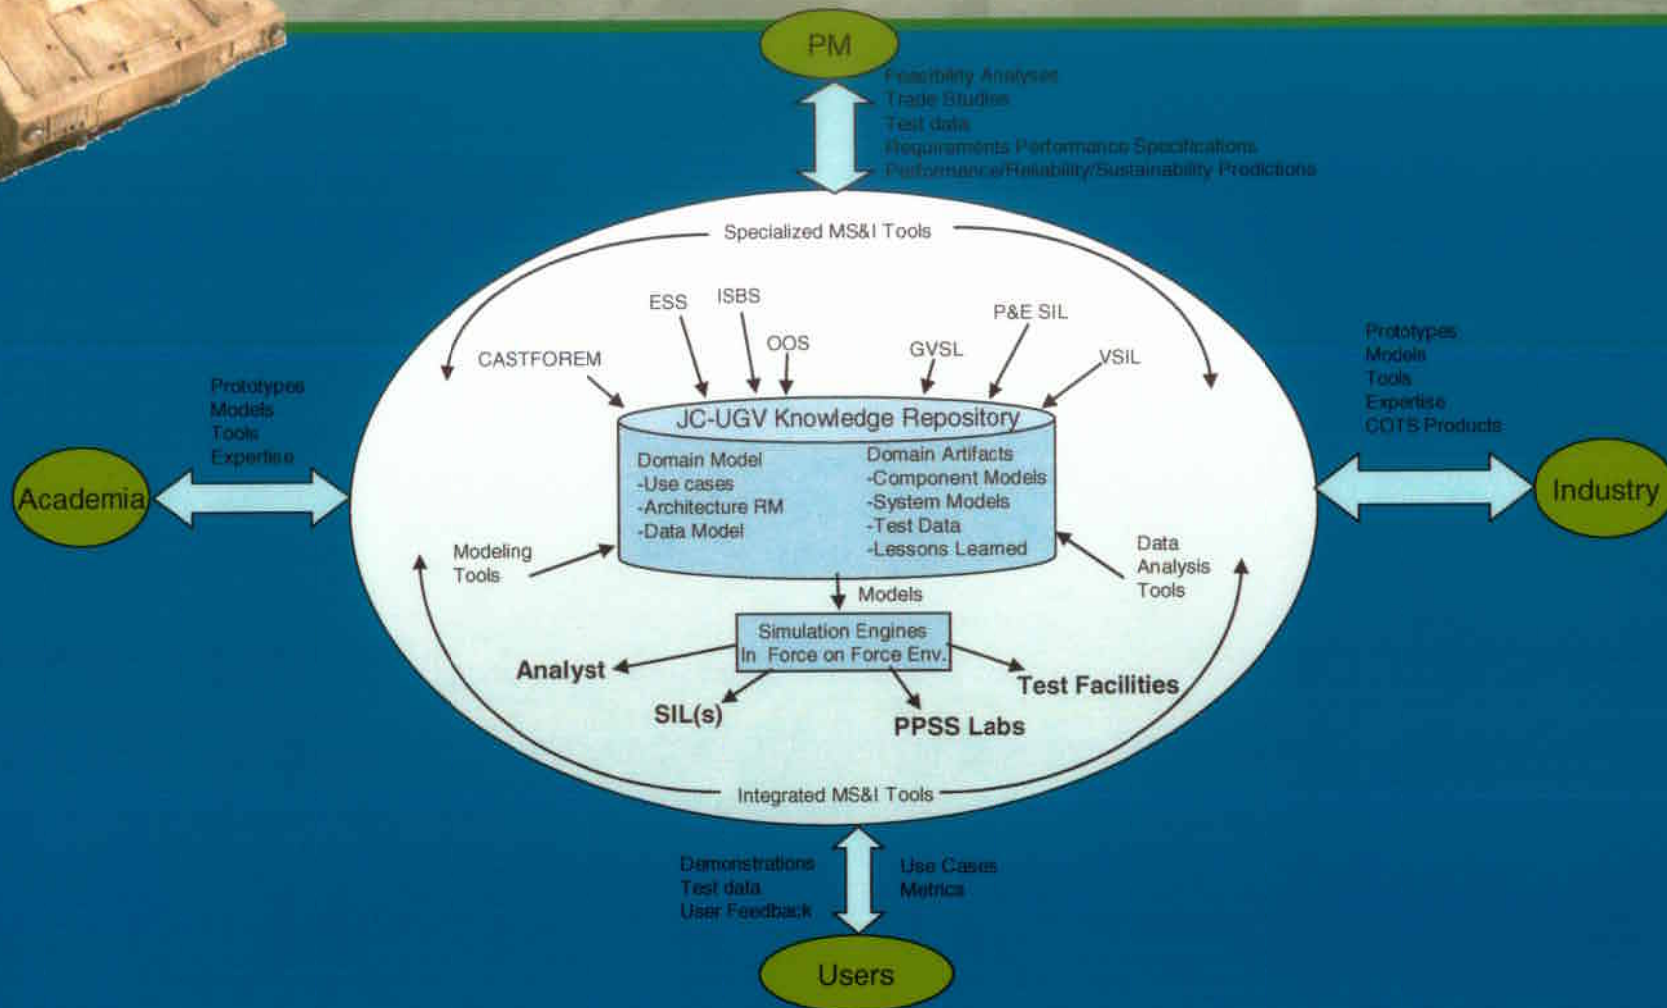 PM
Feasibility Analyses
Trade Studies
Test data
Requirements Performance Specifications
Performance/Reliability/Sustainability Predictions
Specialized MS&I Tools
ESS
ISBS
OOS
CASTFOREM
GVSL
P&E SIL
VSIL
Prototypes
Models
Tools
Expertise
Academia
Prototypes
Models
Tools
Expertise
COTS Products
Industry
JC-UGV Knowledge Repository
Domain Model
-Use cases
-Architecture RM
-Data Model
Domain Artifacts
-Component Models
-System Models
-Test Data
-Lessons Learned
Modeling
Tools
Data
Analysis
Tools
Models
Simulation Engines
In Force on Force Env.
Analyst
SIL(s)
PPSS Labs
Test Facilities
Integrated MS&I Tools
Demonstrations
Test data
User Feedback
Use Cases
Metrics
Users